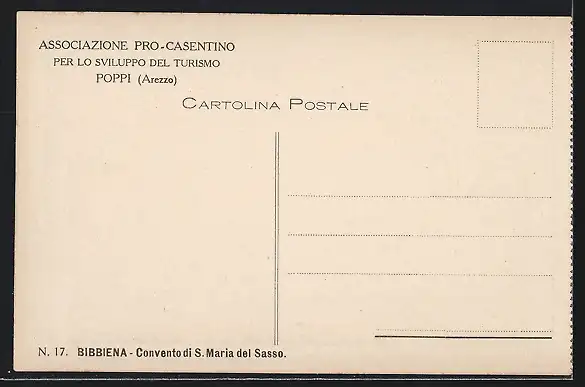 ASSOCIAZIONE PRO-CASENTINO
PER LO SVILUPPO DEL TURISMO
POPPI (Arezzo)
CARTOLINA POSTALE
N. 17. BIBBIENA - Convento di S. Maria del Sasso.